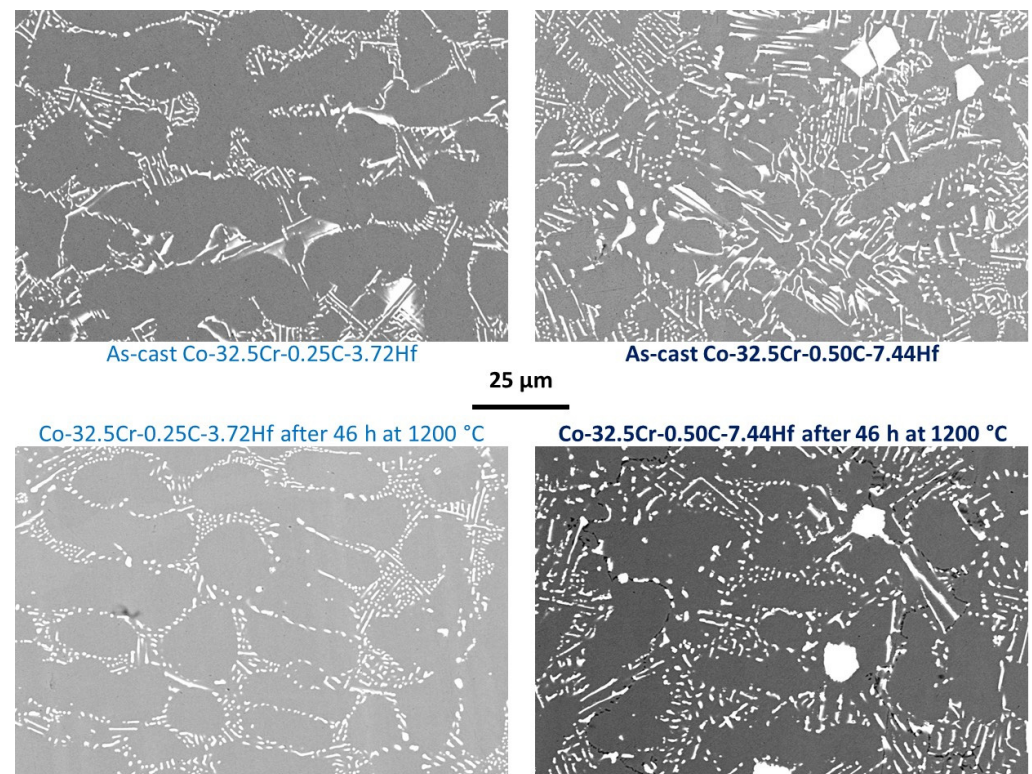 As-cast Co-32.5Cr-0.25C-3.72Hf
As-cast Co-32.5Cr-0.50C-7.44Hf
25 µm
Co-32.5Cr-0.25C-3.72Hf after 46 h at 1200 °C
Co-32.5Cr-0.50C-7.44Hf after 46 h at 1200 °C